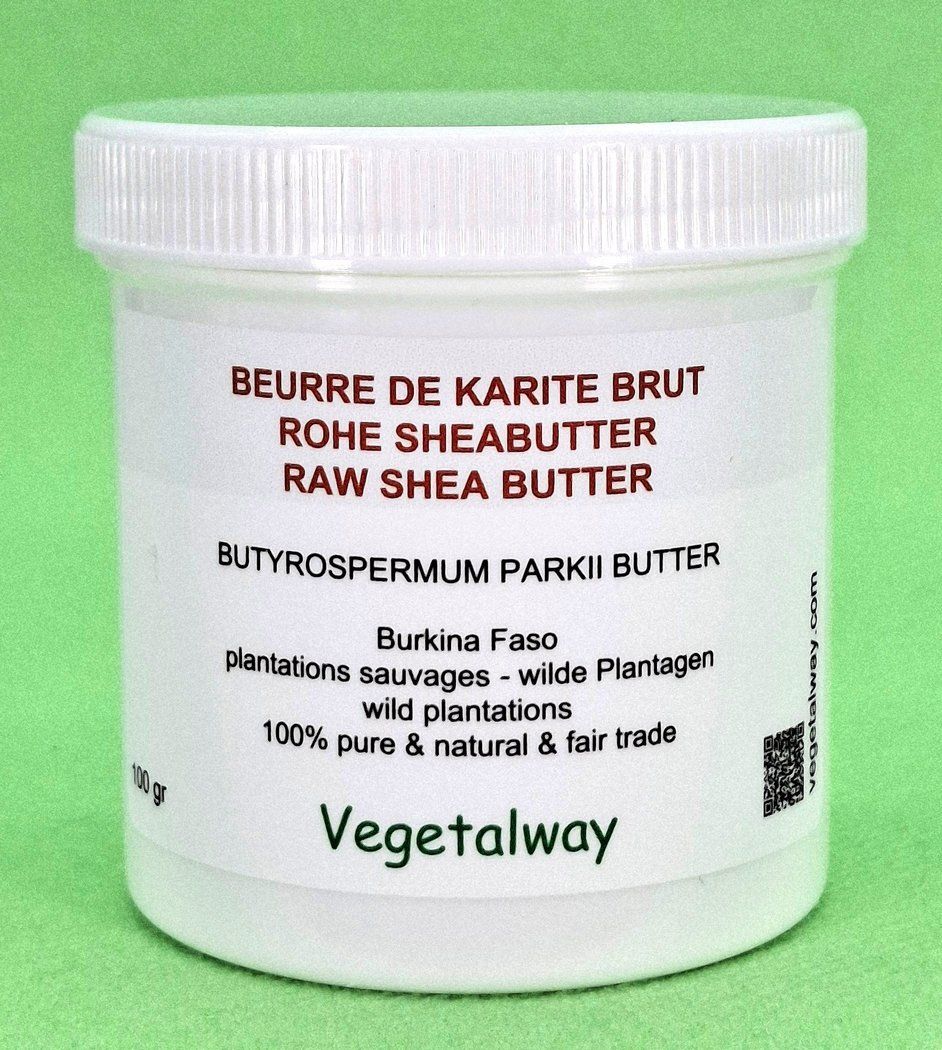 BEURRE DE KARITE BRUT
ROHE SHEABUTTER
RAW SHEA BUTTER
BUTYROSPERMUM PARKII BUTTER
Burkina Faso
plantations sauvages - wilde Plantagen
wild plantations
100% pure & natural & fair trade
100 gr
vegetalway.com
Vegetalway